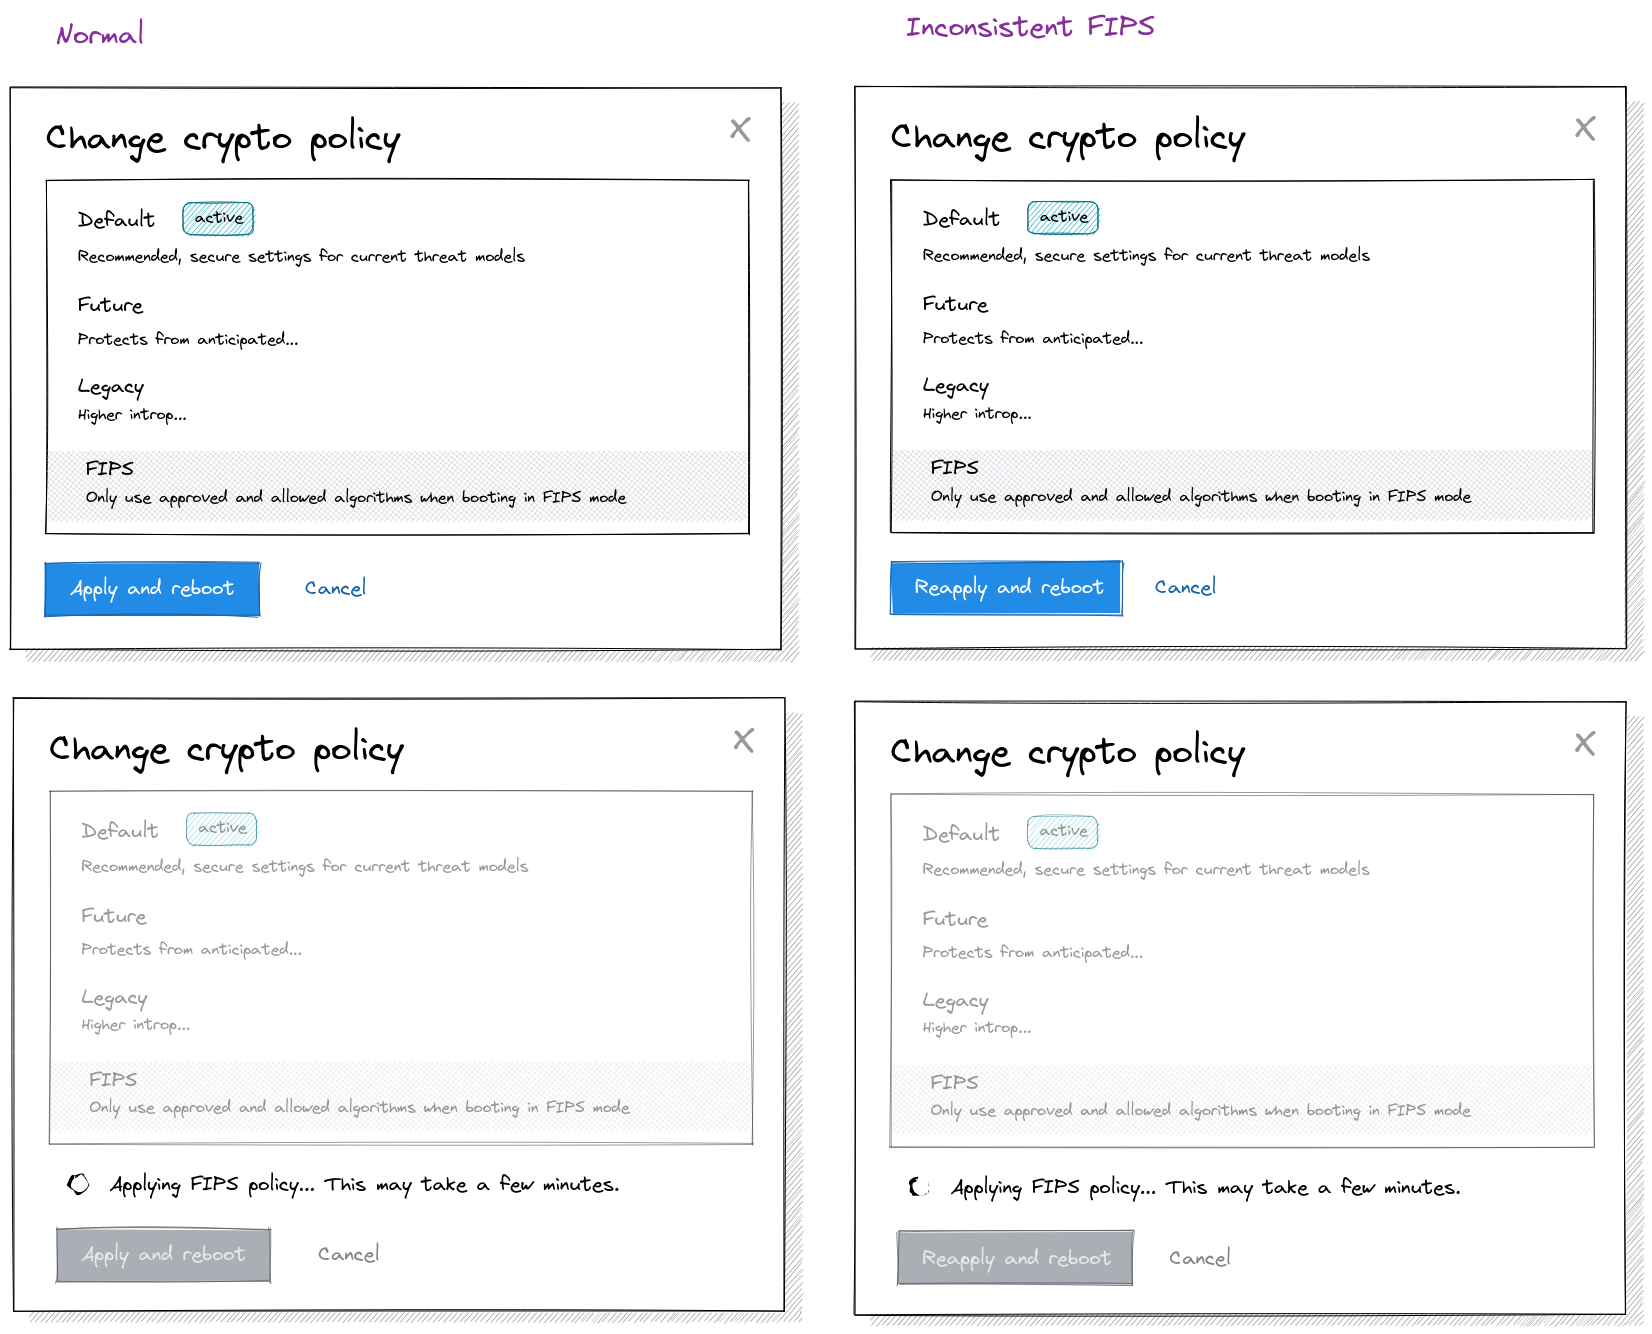 Normal
Change crypto policy
X
Default active
Recommended, secure settings for current threat models
Future
Protects from anticipated...
Legacy
Higher introp...
FIPS
Only use approved and allowed algorithms when booting in FIPS mode
Apply and reboot Cancel
Inconsistent FIPS
Change crypto policy
X
Default active
Recommended, secure settings for current threat models
Future
Protects from anticipated...
Legacy
Higher introp...
FIPS
Only use approved and allowed algorithms when booting in FIPS mode
Reapply and reboot Cancel
Change crypto policy
X
Default active
Recommended, secure settings for current threat models
Future
Protects from anticipated...
Legacy
Higher introp...
FIPS
Only use approved and allowed algorithms when booting in FIPS mode
Applying FIPS policy... This may take a few minutes.
Apply and reboot Cancel
Change crypto policy
X
Default active
Recommended, secure settings for current threat models
Future
Protects from anticipated...
Legacy
Higher introp...
FIPS
Only use approved and allowed algorithms when booting in FIPS mode
Applying FIPS policy... This may take a few minutes.
Reapply and reboot Cancel